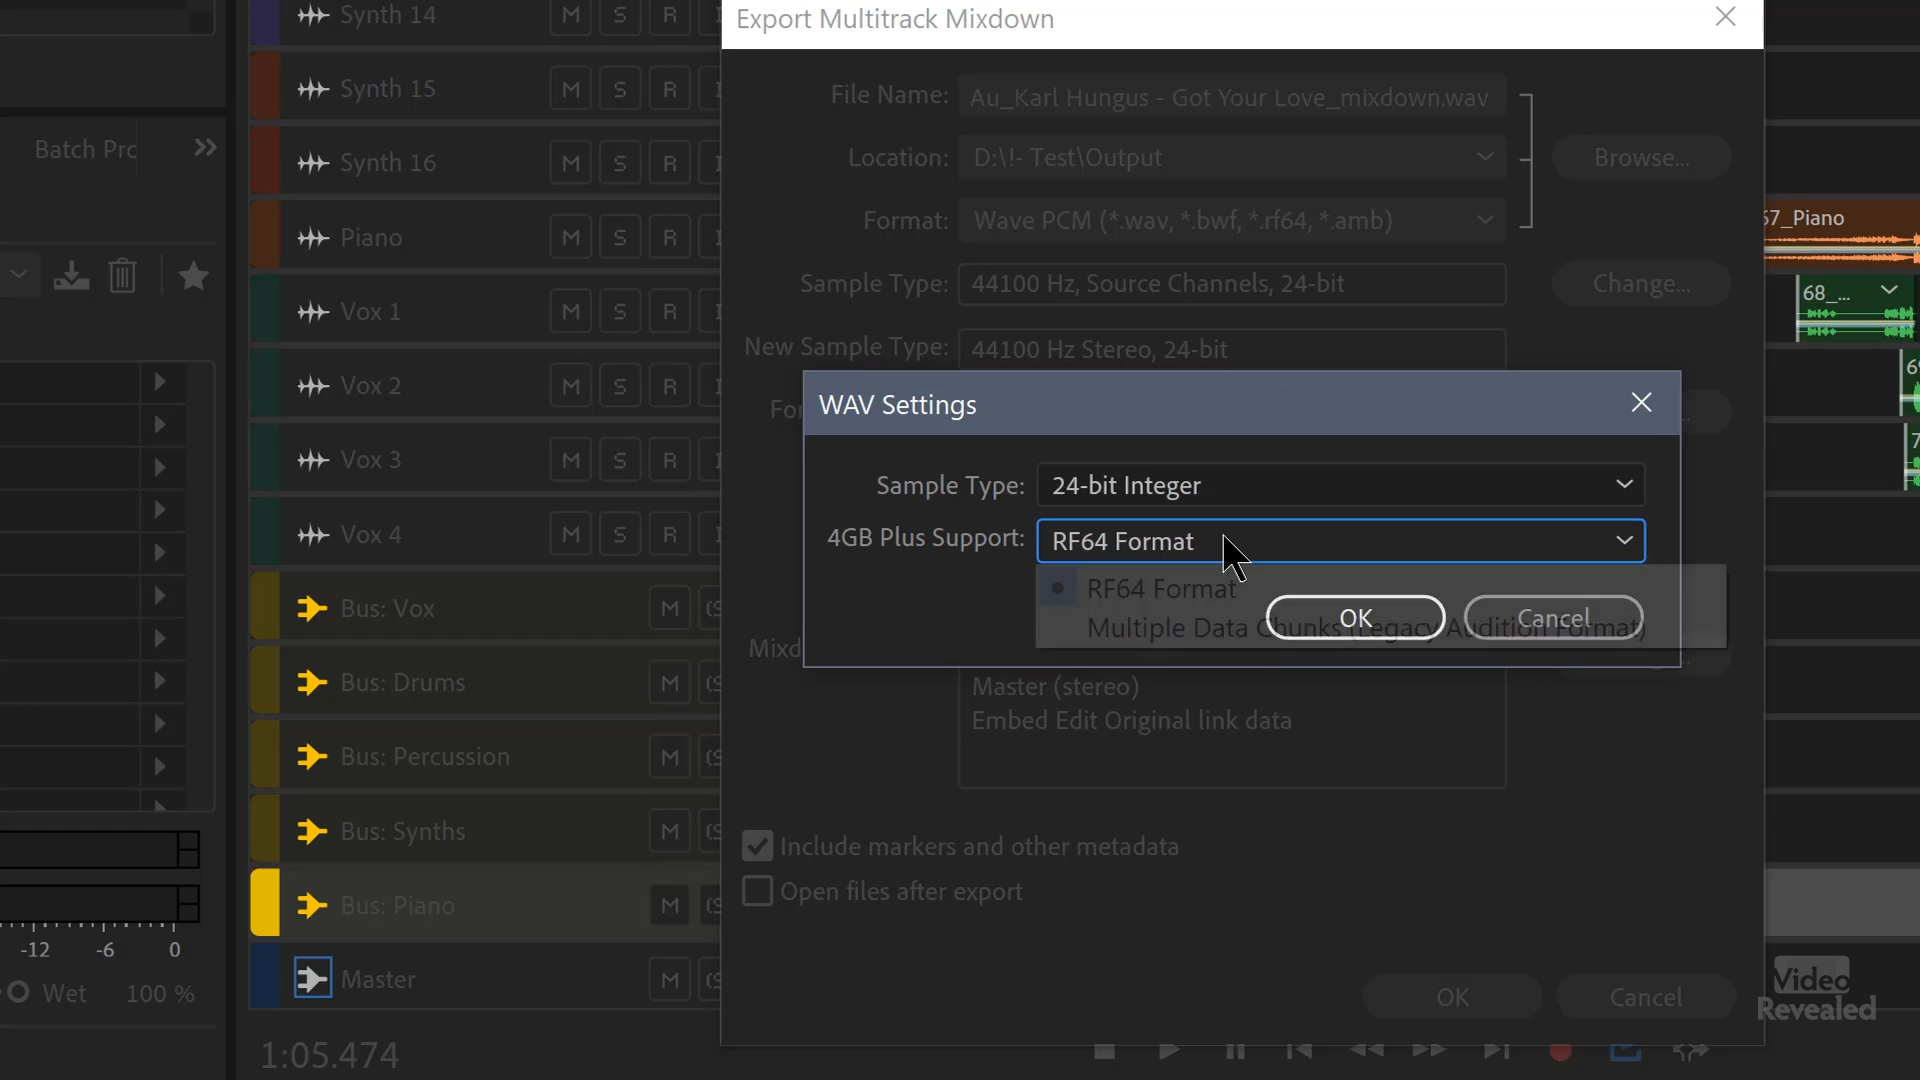 Export Multitrack Mixdown
Synth 14 M S R I
Synth 15 M S R I
Synth 16 M S R I
Piano M S R I
Vox 1 M S R I
Vox 2 M S R I
Vox 3 M S R I
Vox 4 M S R I
Bus: Vox M (S
Bus: Drums M (S
Bus: Percussion M (S
Bus: Synths M (S
Bus: Piano M (S
Master M (S
Batch Prc
-12 -6 0
Wet 100 %
1:05.474
File Name: Au_Karl Hungus - Got Your Love_mixdown.wav
Location: D:\!- Test\Output Browse...
Format: Wave PCM (*.wav, *.bwf, *.rf64, *.amb)
Sample Type: 44100 Hz, Source Channels, 24-bit Change...
New Sample Type: 44100 Hz Stereo, 24-bit
For
WAV Settings
Sample Type: 24-bit Integer
4GB Plus Support: RF64 Format
RF64 Format
Multiple Data Chunks (Legacy Audition Format)
OK Cancel
Mixd
Master (stereo)
Embed Edit Original link data
Include markers and other metadata
Open files after export
OK Cancel
67_Piano
68_...
69
7
Video
Revealed